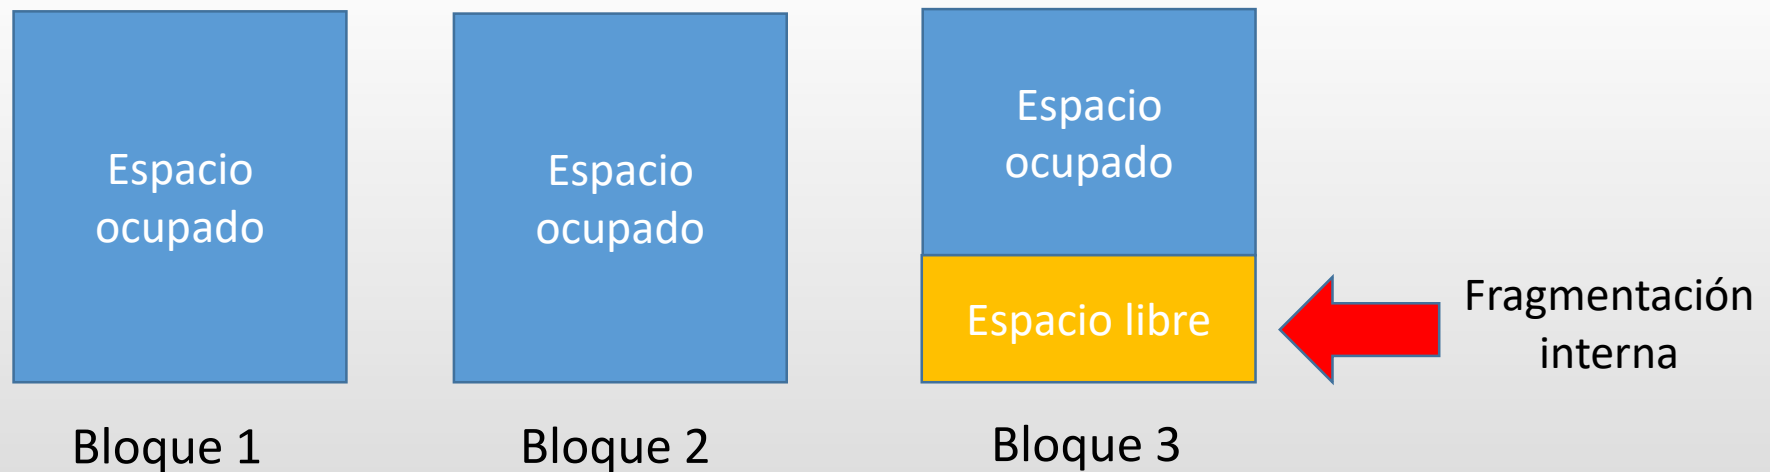 Espacio
ocupado
Espacio
ocupado
Espacio
ocupado
Espacio libre
Fragmentación
interna
Bloque 1
Bloque 2
Bloque 3